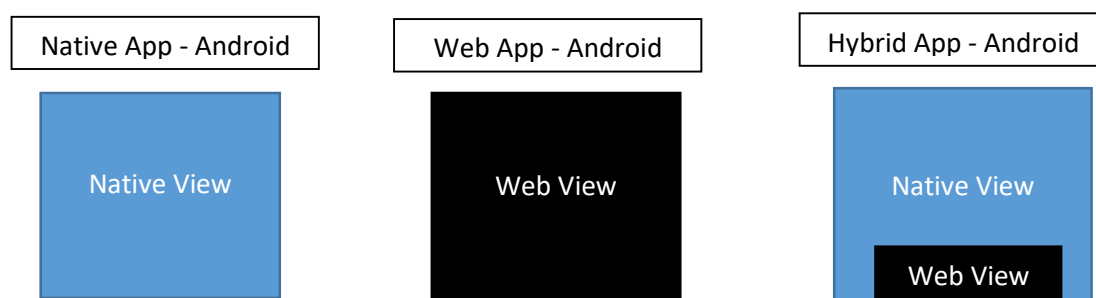 Native App - Android
Web App - Android
Hybrid App - Android
Native View
Web View
Native View
Web View